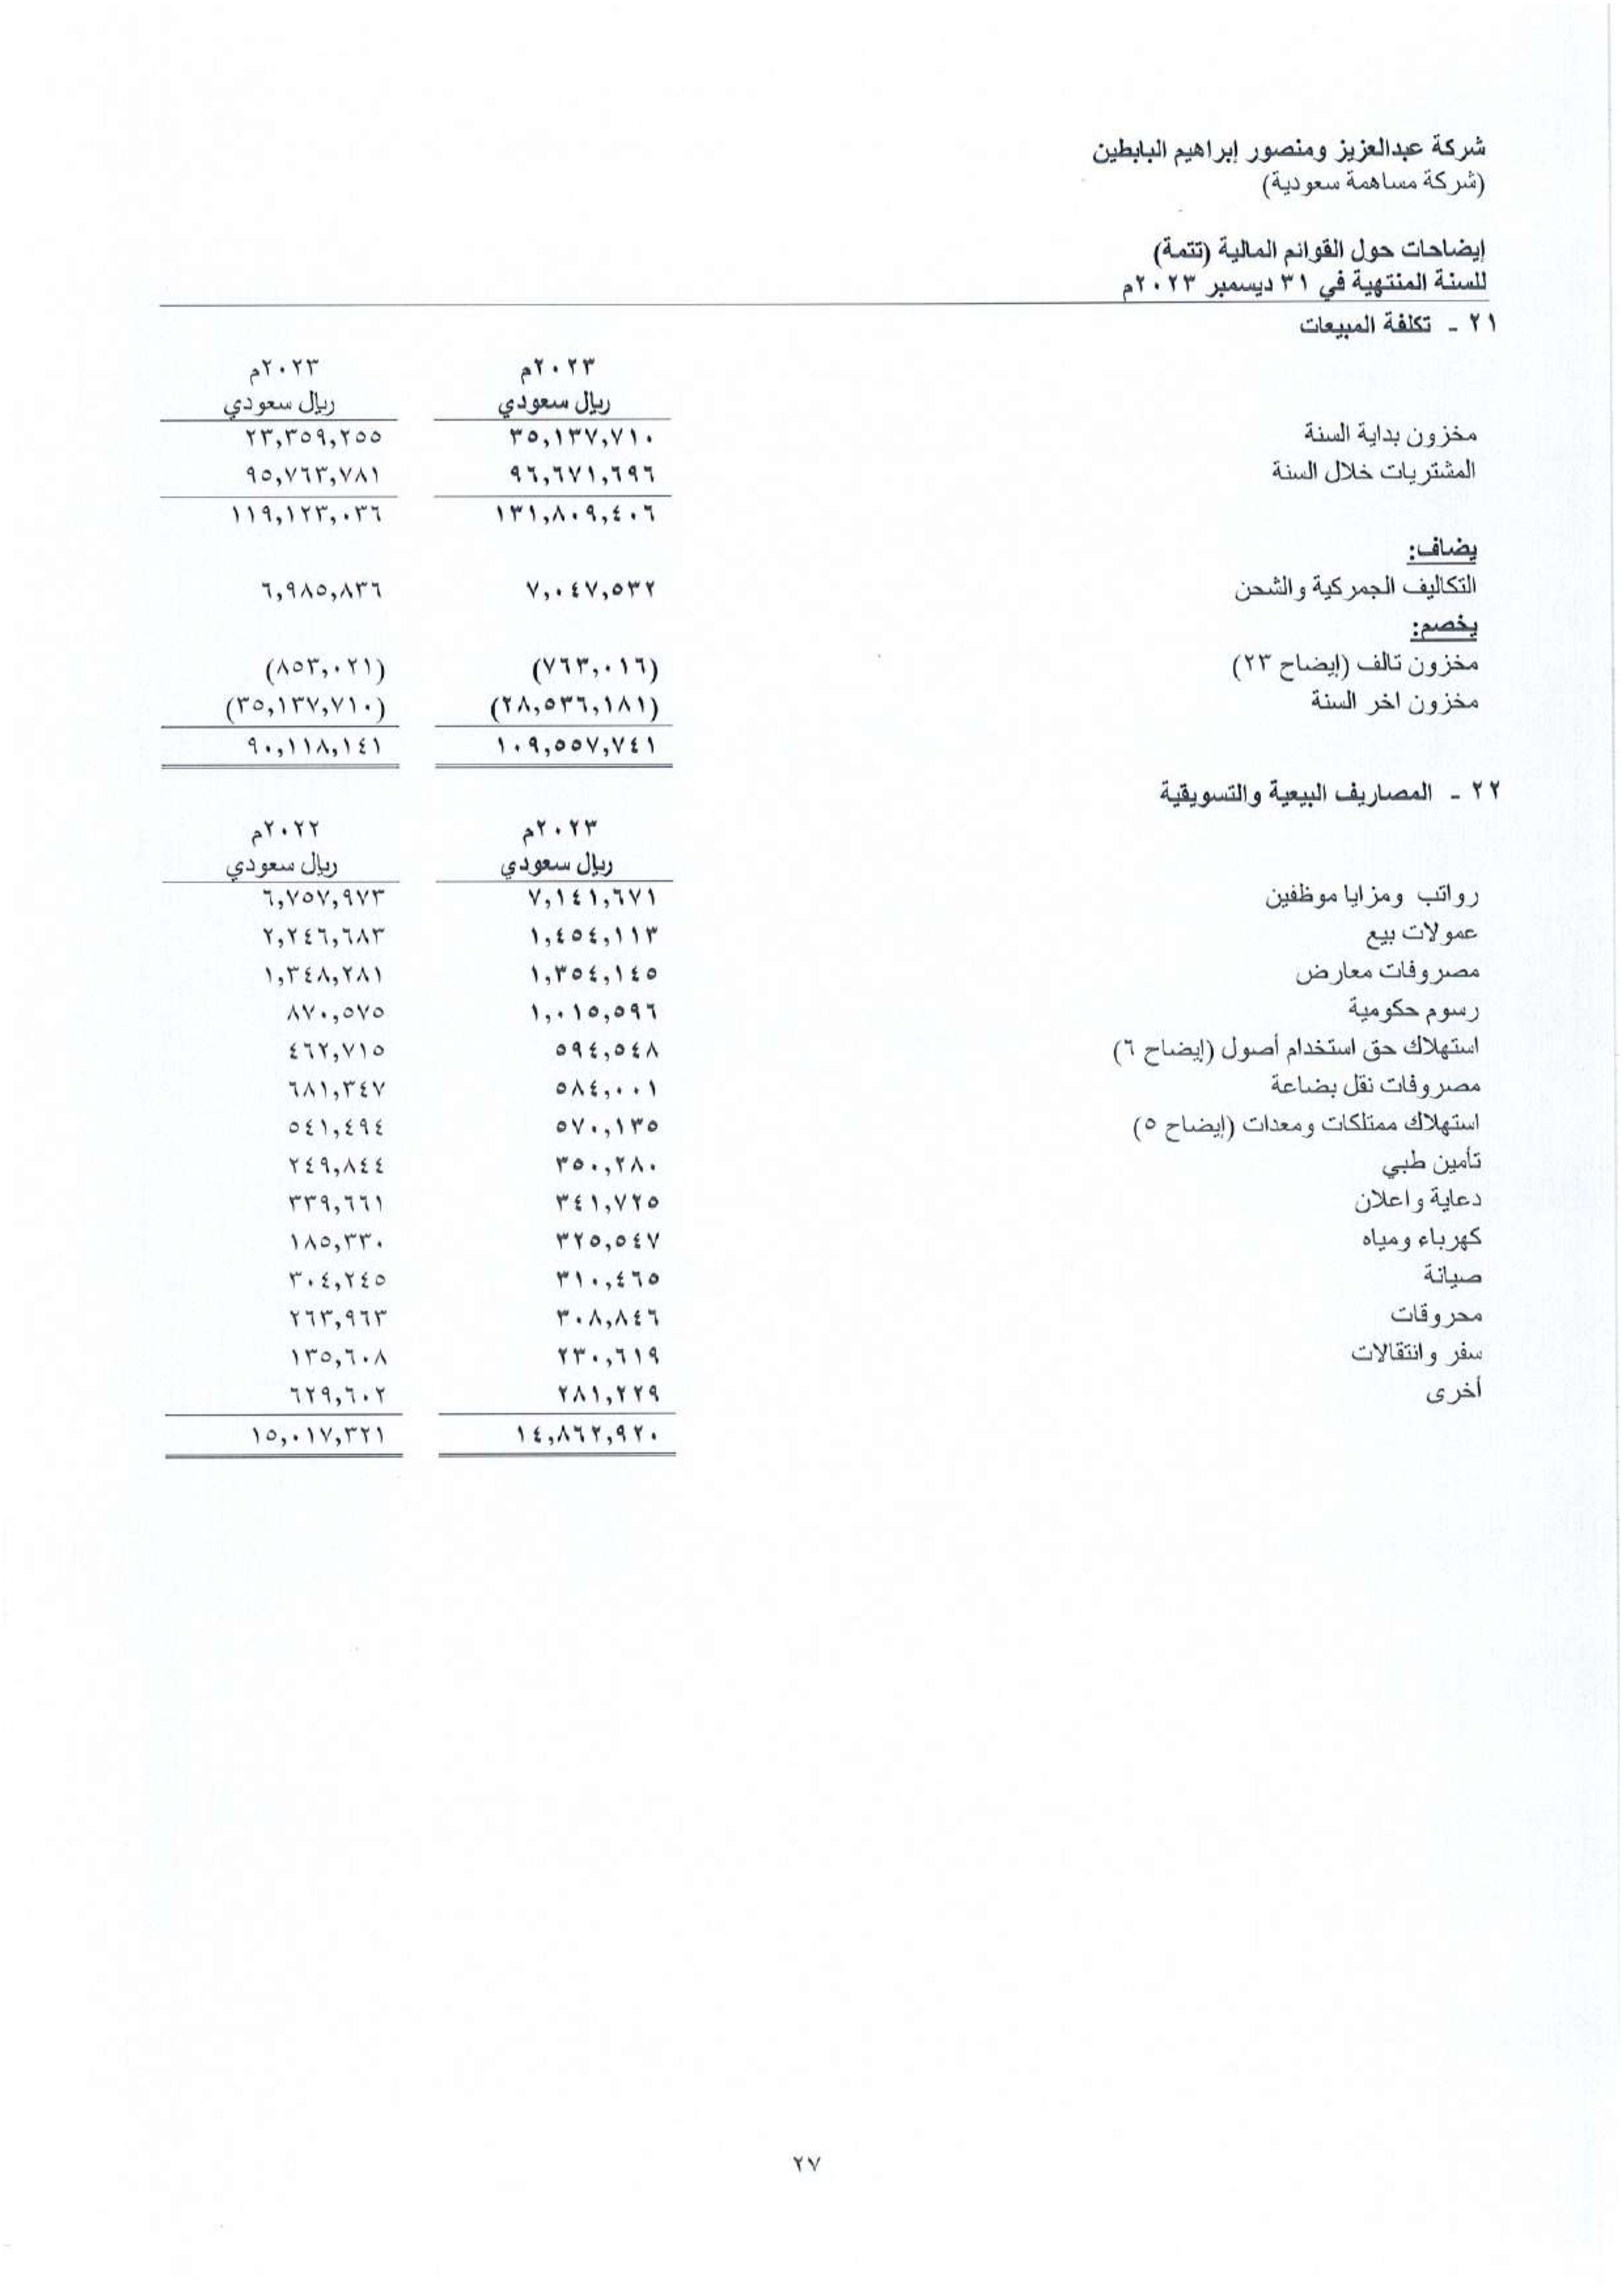 شركة عبدالعزيز ومنصور إبراهيم البابطين
(شركة مساهمة سعودية)
إيضاحات حول القوائم المالية (تتمة)
للسنة المنتهية في ٣١ ديسمبر ٢٠٢٣م
٢١ - تكلفة المبيعات
٢٠٢٣م ٢٠٢٣م
ريال سعودي ريال سعودي
مخزون بداية السنة ٣٥,١٣٧,٧١٠ ٢٣,٣٥٩,٢٥٥
المشتريات خلال السنة ٩٦,٦٧١,٦٩٦ ٩٥,٧٦٣,٧٨١
١٣١,٨٠٩,٤٠٦ ١١٩,١٢٣,٠٣٦
يضاف:
التكاليف الجمركية والشحن ٧,٠٤٧,٥٣٢ ٦,٩٨٥,٨٣٦
يخصم:
مخزون تالف (إيضاح ٢٣) (٧٦٣,٠١٦) (٨٥٣,٠٢١)
مخزون اخر السنة (٢٨,٥٣٦,١٨١) (٣٥,١٣٧,٧١٠)
١٠٩,٥٥٧,٧٤١ ٩٠,١١٨,١٤١
٢٢ - المصاريف البيعية والتسويقية
٢٠٢٣م ٢٠٢٢م
ريال سعودي ريال سعودي
رواتب ومزايا موظفين ٧,١٤١,٦٧١ ٦,٧٥٧,٩٧٣
عمولات بيع ١,٤٥٤,١١٣ ٢,٢٤٦,٦٨٣
مصروفات معارض ١,٣٥٤,١٤٥ ١,٣٤٨,٢٨١
رسوم حكومية ١,٠١٥,٥٩٦ ٨٧٠,٥٧٥
استهلاك حق استخدام أصول (إيضاح ٦) ٥٩٤,٥٤٨ ٤٦٢,٧١٥
مصروفات نقل بضاعة ٥٨٤,٠٠١ ٦٨١,٣٤٧
استهلاك ممتلكات ومعدات (إيضاح ٥) ٥٧٠,١٣٥ ٥٤١,٤٩٤
تأمين طبي ٣٥٠,٢٨٠ ٢٤٩,٨٤٤
دعاية واعلان ٣٤١,٧٢٥ ٣٣٩,٦٦١
كهرباء ومياه ٣٢٥,٥٤٧ ١٨٥,٣٣٠
صيانة ٣١٠,٤٦٥ ٣٠٤,٢٤٥
محروقات ٣٠٨,٨٤٦ ٢٦٣,٩٦٣
سفر وانتقالات ٢٣٠,٦١٩ ١٣٥,٦٠٨
أخرى ٢٨١,٢٢٩ ٦٢٩,٦٠٢
١٤,٨٦٢,٩٢٠ ١٥,٠١٧,٣٢١
٢٧